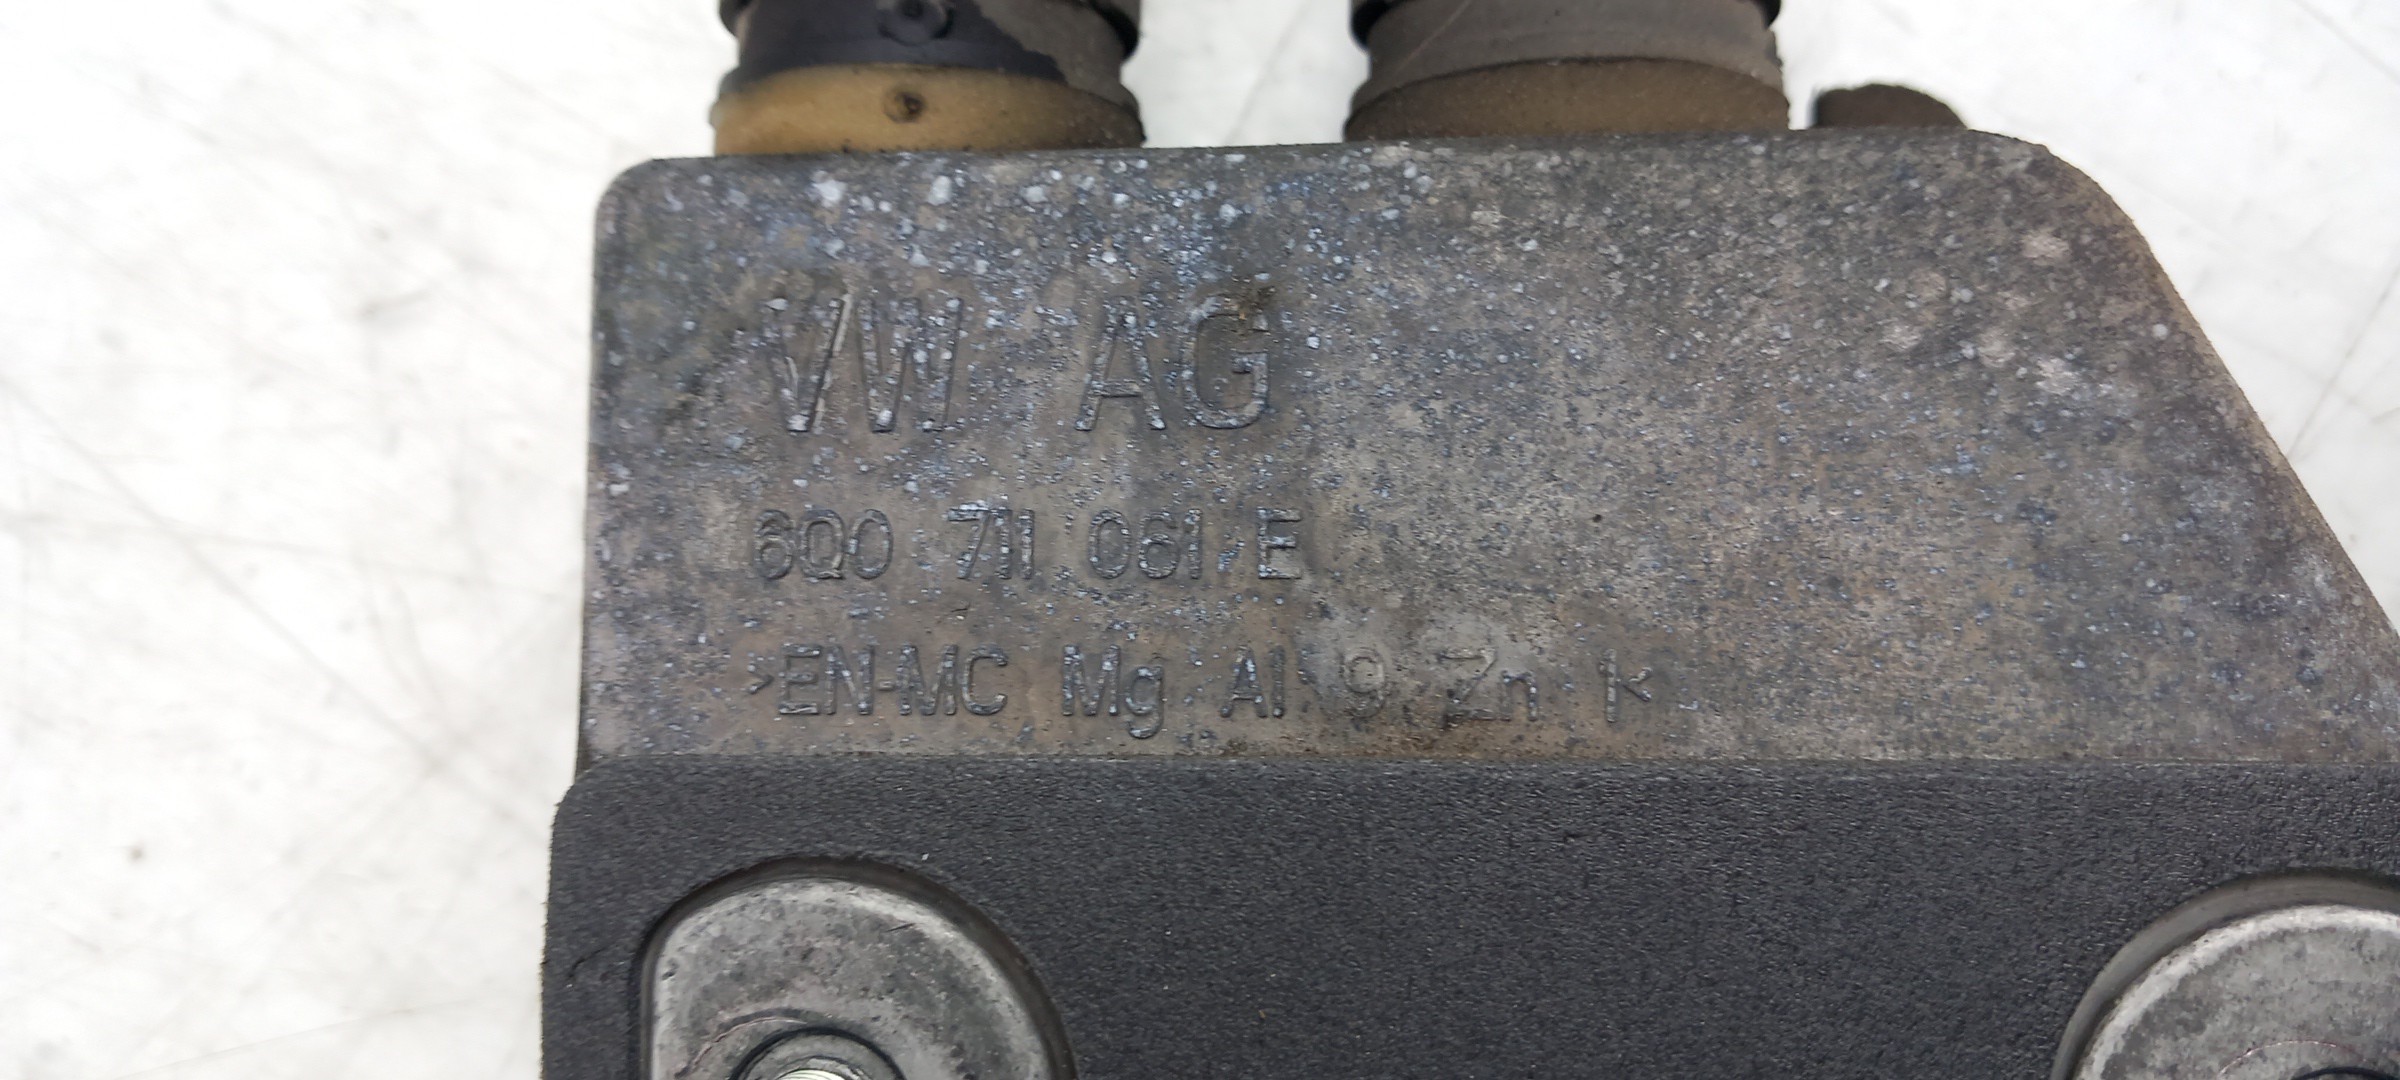 VW AG
6Q0 711 061 E
>EN-MC Mg Al 9 Zn 1<